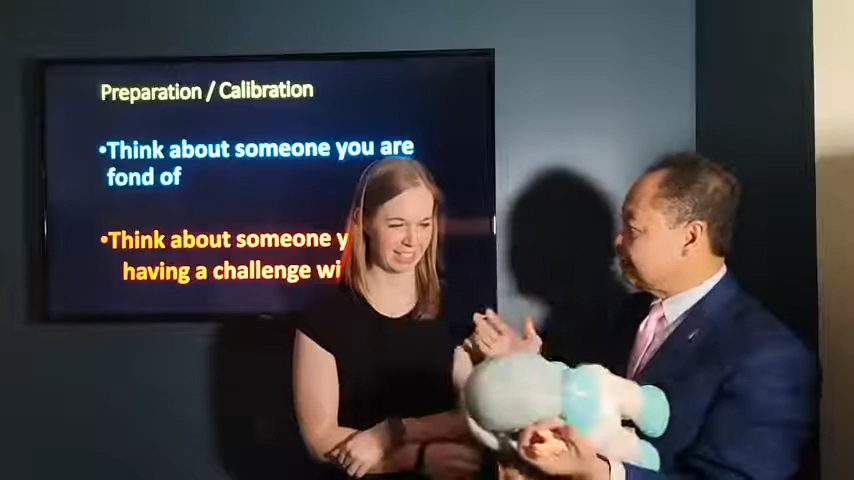 Preparation / Calibration
•Think about someone you are
fond of
•Think about someone y
having a challenge wi